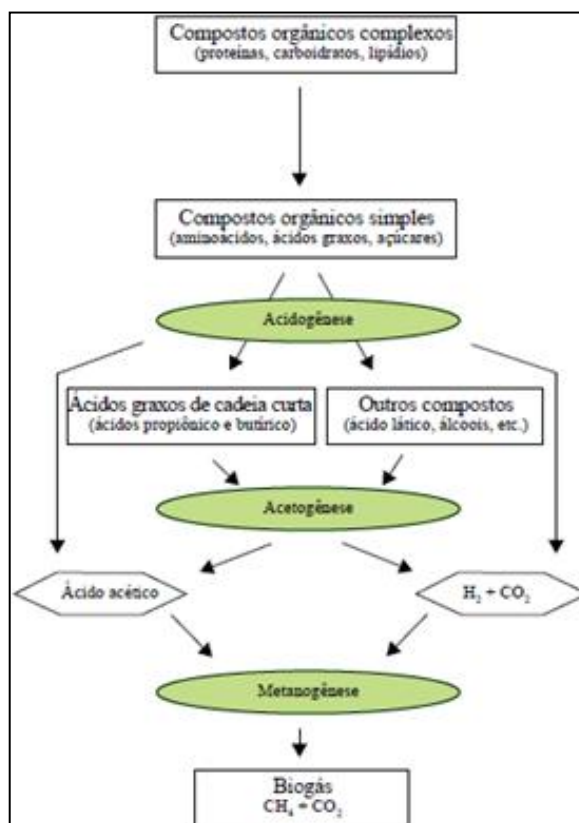 Compostos orgânicos complexos
(proteínas, carboidratos, lipídios)
Compostos orgânicos simples
(aminoácidos, ácidos graxos, açúcares)
Acidogênese
Ácidos graxos de cadeia curta
(ácidos propiônico e butírico)
Outros compostos
(ácido lático, álcoois, etc.)
Acetogênese
Ácido acético
H₂ + CO₂
Metanogênese
Biogás
CH₄ + CO₂